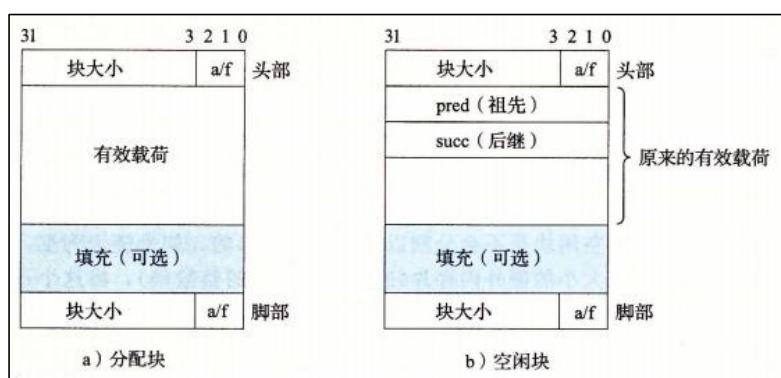 31 3 2 1 0
块大小 a/f 头部
有效载荷
填充（可选）
块大小 a/f 脚部
a）分配块
31 3 2 1 0
块大小 a/f 头部
pred（祖先）
succ（后继）
原来的有效载荷
填充（可选）
块大小 a/f 脚部
b）空闲块